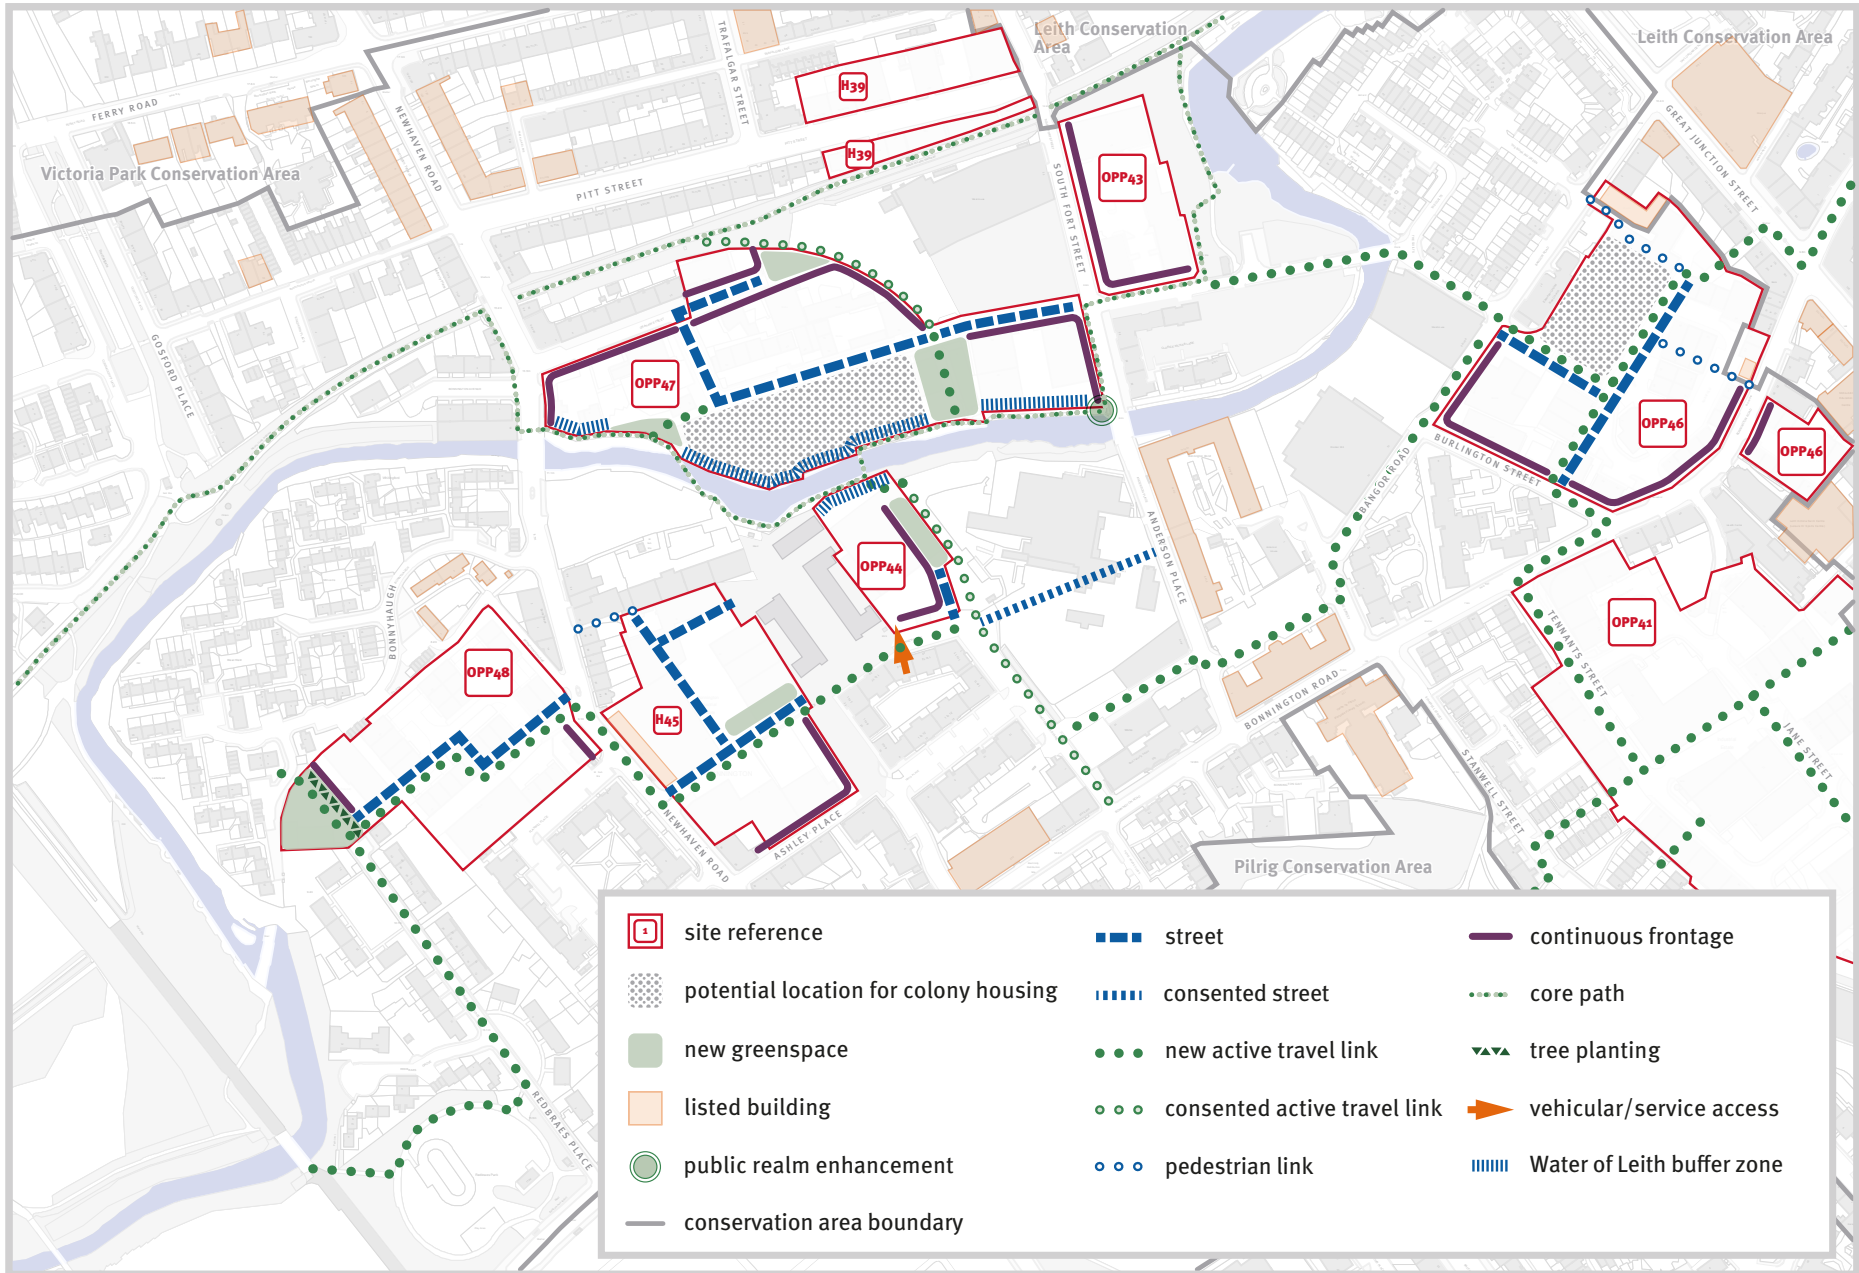 Leith Conservation
Area
Leith Conservation Area
TRAFALGAR STREET
H39
FERRY ROAD
NEWHAVEN ROAD
GREAT JUNCTION STREET
H39
Victoria Park Conservation Area
PITT STREET
SOUTH FORT STREET
OPP43
GOSFORD PLACE
OPP47
OPP46
OPP46
BURLINGTON STREET
BANGOR ROAD
ANDERSON PLACE
OPP44
BONNYHAUGH
OPP41
TENNANTS STREET
OPP48
H45
BONNINGTON ROAD
JANE STREET
STANWELL STREET
NEWHAVEN ROAD
ASHLEY PLACE
Pilrig Conservation Area
REDBRAES PLACE
1
site reference
potential location for colony housing
new greenspace
listed building
public realm enhancement
conservation area boundary
street
consented street
new active travel link
consented active travel link
pedestrian link
continuous frontage
core path
tree planting
vehicular/service access
Water of Leith buffer zone